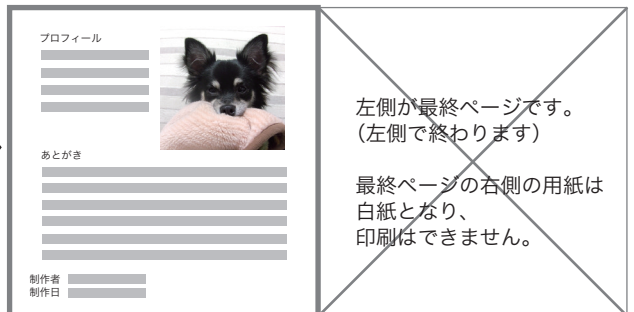 プロフィール
あとがき
制作者
制作日
左側が最終ページです。
（左側で終わります）
最終ページの右側の用紙は
白紙となり、
印刷はできません。